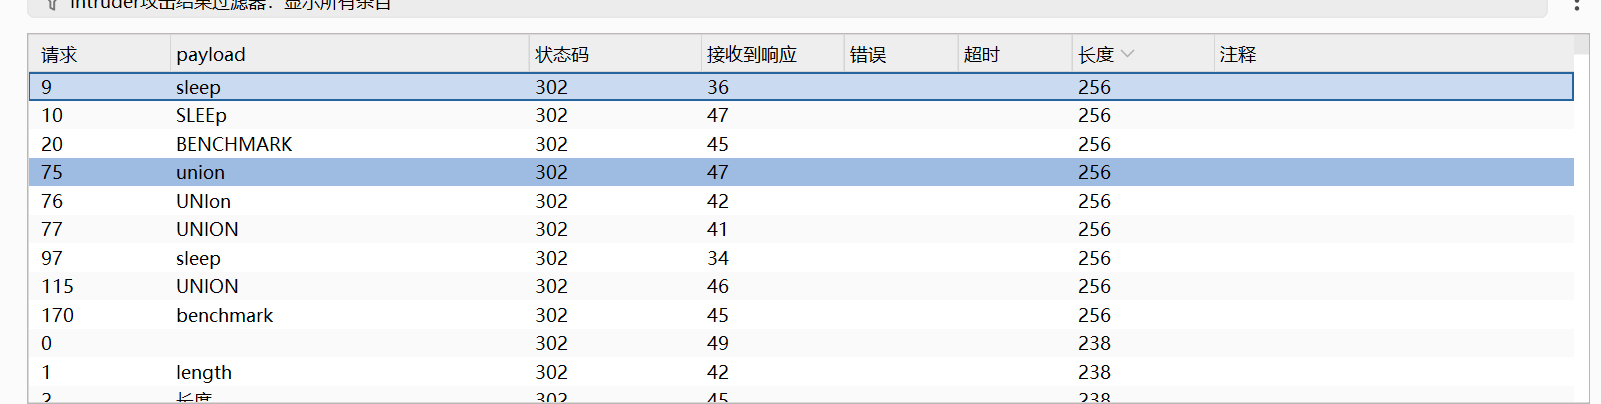 Intruder攻击结果过滤器：显示所有条目
请求 payload 状态码 接收到响应 错误 超时 长度 注释
9 sleep 302 36 256
10 SLEEp 302 47 256
20 BENCHMARK 302 45 256
75 union 302 47 256
76 UNIon 302 42 256
77 UNION 302 41 256
97 sleep 302 34 256
115 UNION 302 46 256
170 benchmark 302 45 256
0 302 49 238
1 length 302 42 238
2 长度 302 45 238